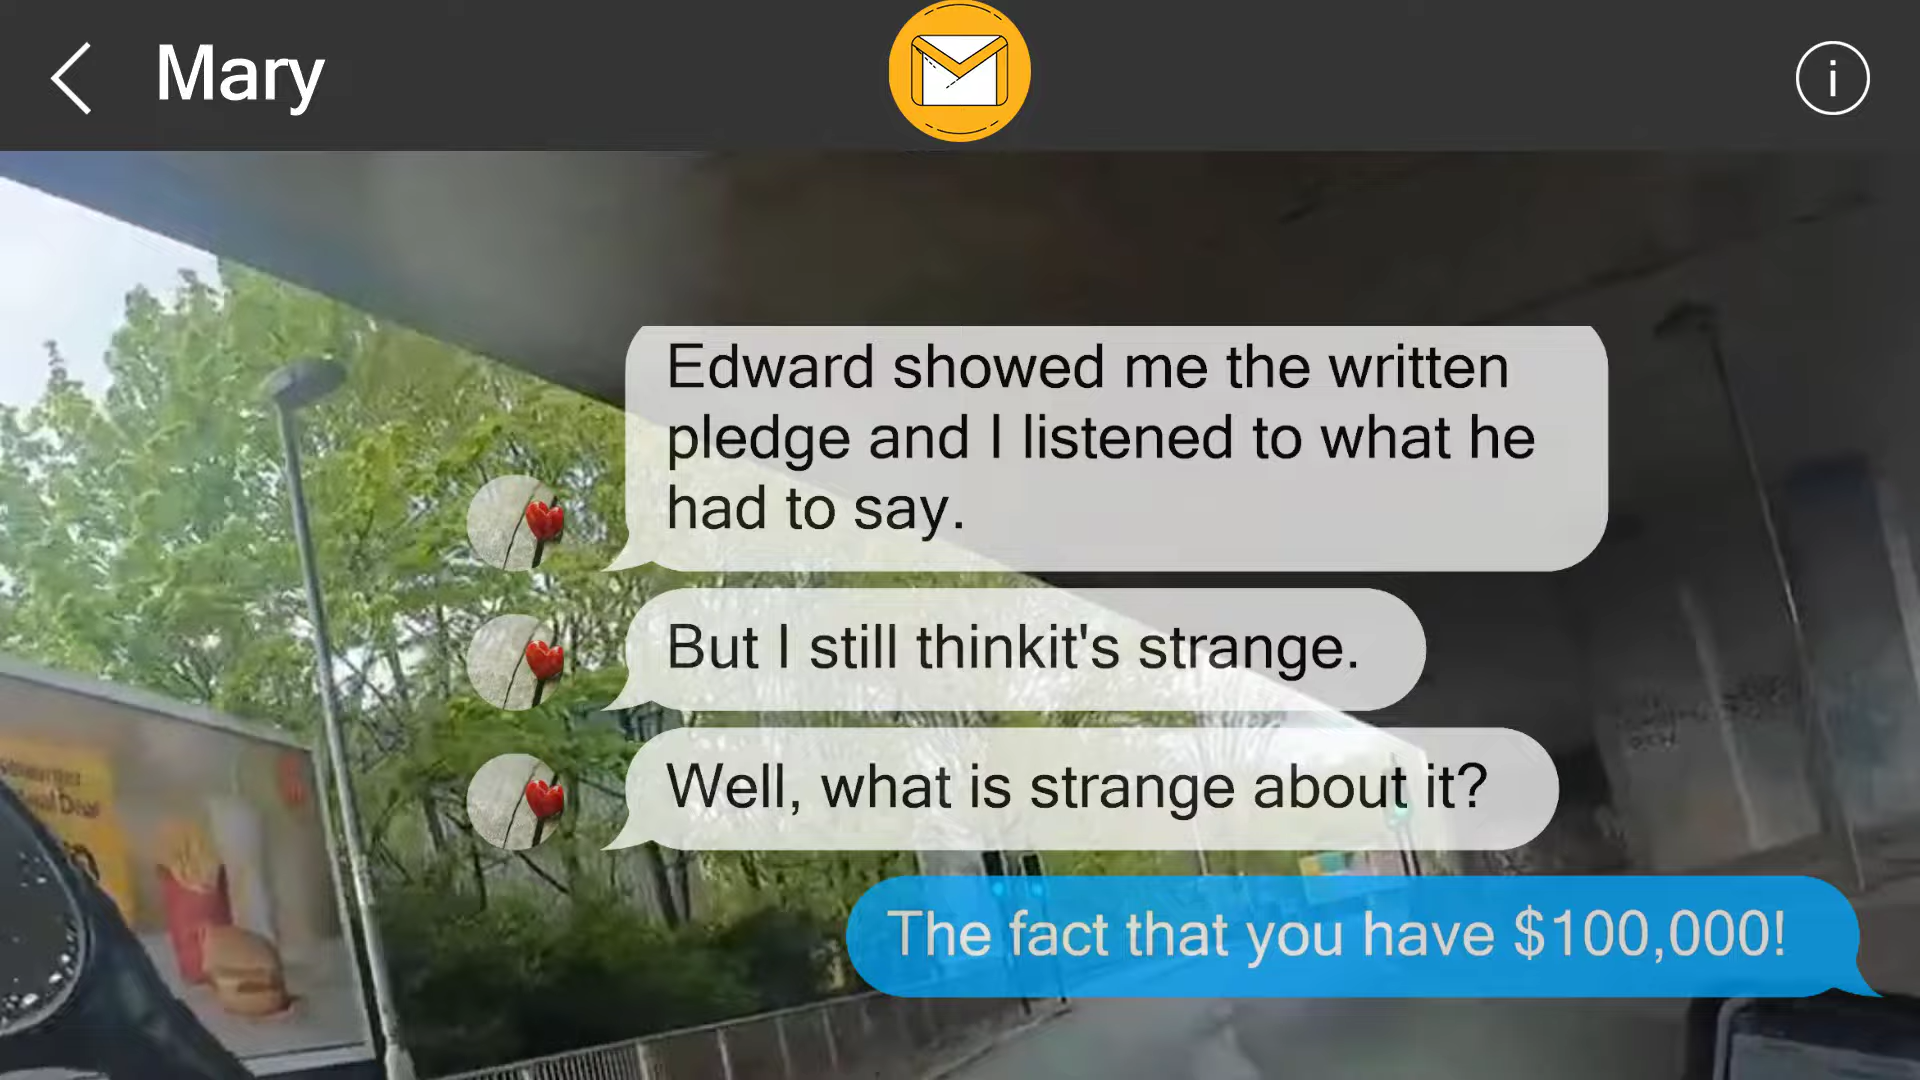 Mary
i
Edward showed me the written
pledge and I listened to what he
had to say.
But I still thinkit's strange.
Well, what is strange about it?
The fact that you have $100,000!